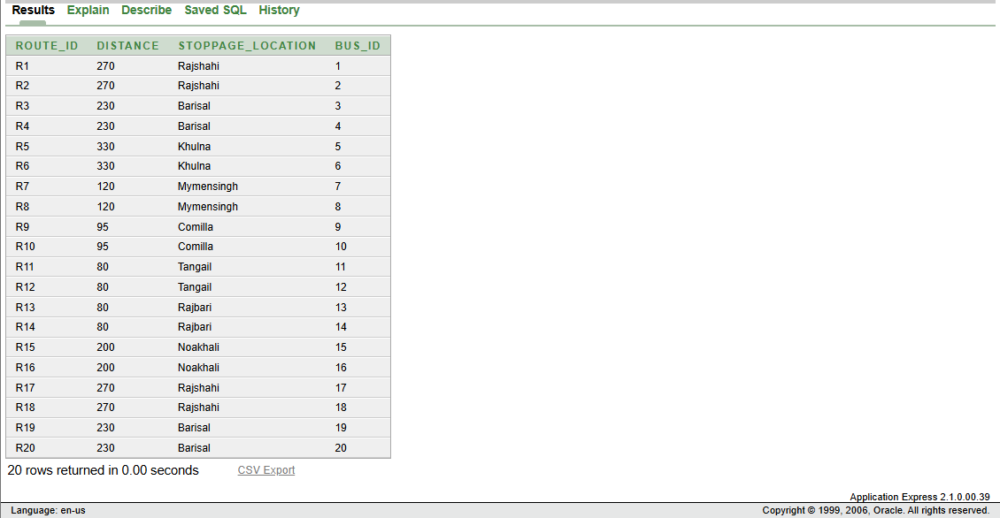 Results Explain Describe Saved SQL History
ROUTE_ID DISTANCE STOPPAGE_LOCATION BUS_ID
R1 270 Rajshahi 1
R2 270 Rajshahi 2
R3 230 Barisal 3
R4 230 Barisal 4
R5 330 Khulna 5
R6 330 Khulna 6
R7 120 Mymensingh 7
R8 120 Mymensingh 8
R9 95 Comilla 9
R10 95 Comilla 10
R11 80 Tangail 11
R12 80 Tangail 12
R13 80 Rajbari 13
R14 80 Rajbari 14
R15 200 Noakhali 15
R16 200 Noakhali 16
R17 270 Rajshahi 17
R18 270 Rajshahi 18
R19 230 Barisal 19
R20 230 Barisal 20
20 rows returned in 0.00 seconds CSV Export
Application Express 2.1.0.00.39
Language: en-us Copyright © 1999, 2006, Oracle. All rights reserved.